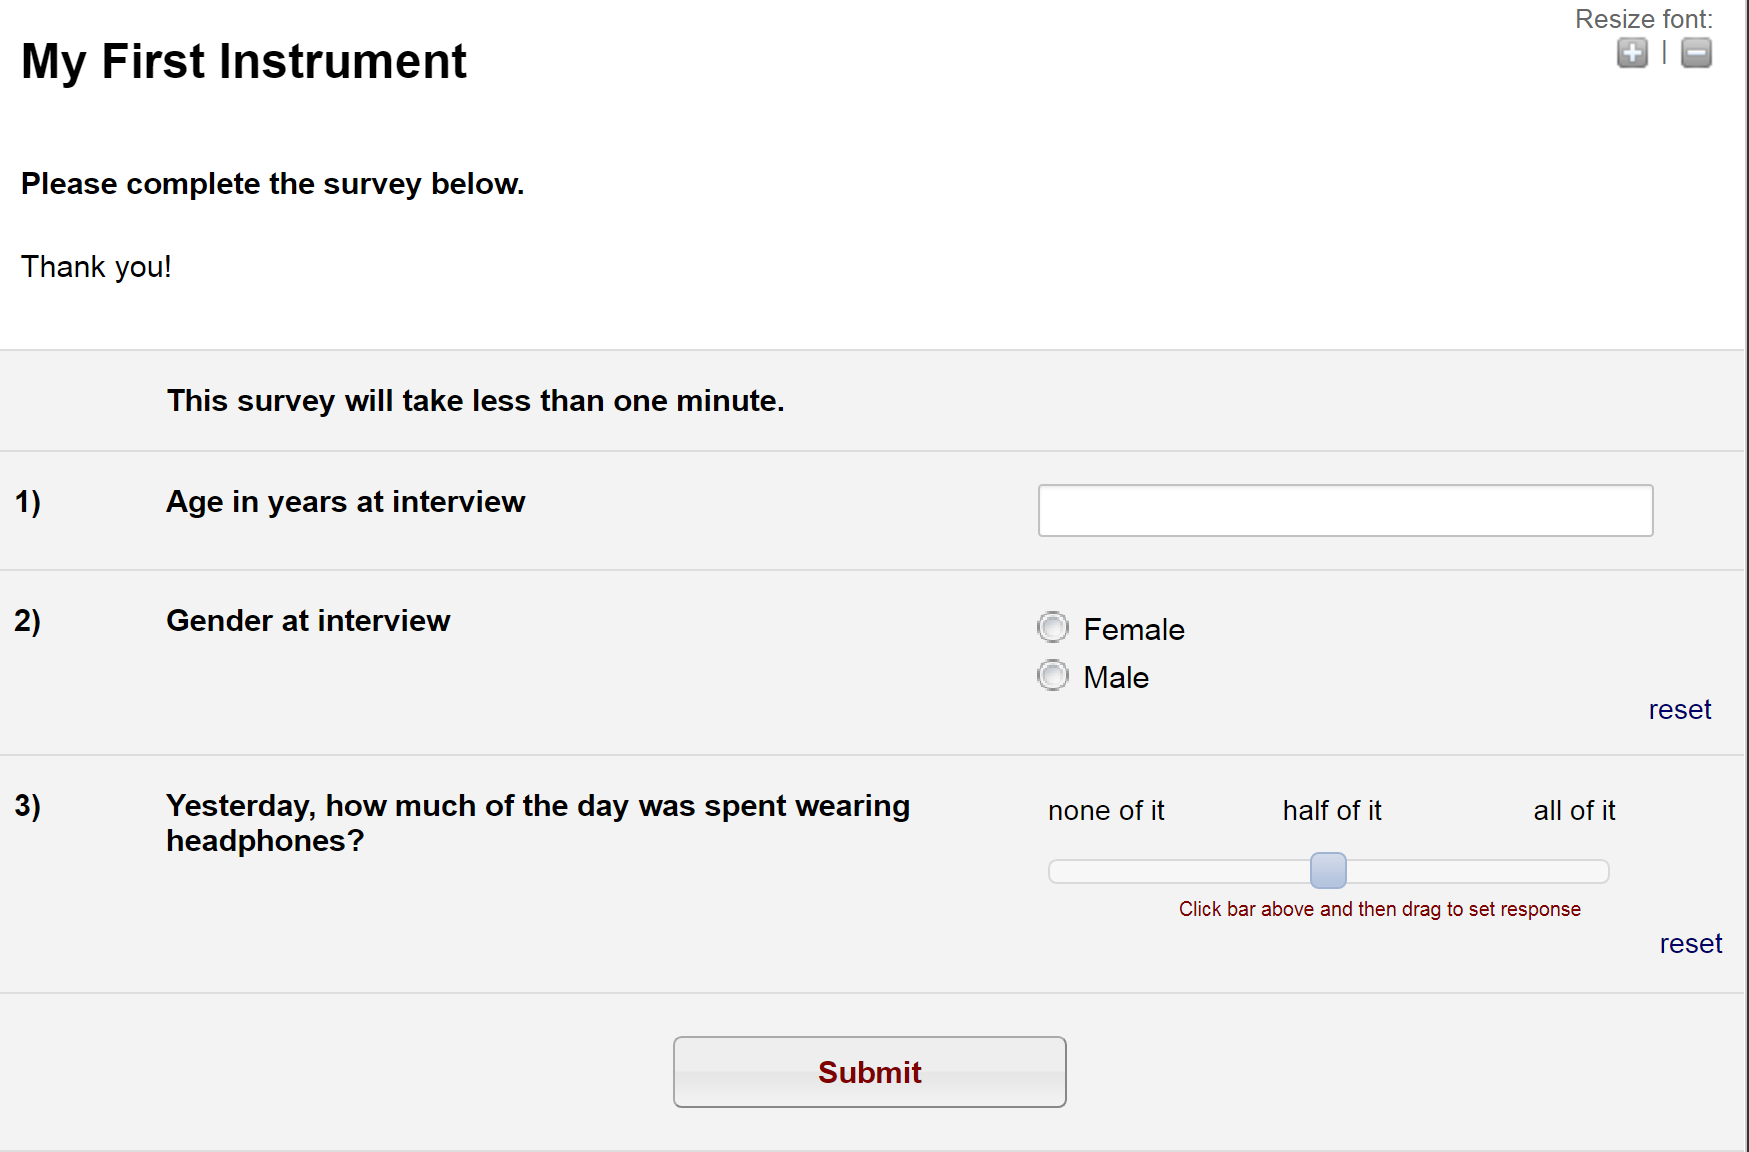 Resize font:
My First Instrument
Please complete the survey below.
Thank you!
This survey will take less than one minute.
1) Age in years at interview
2) Gender at interview
Female
Male
reset
3) Yesterday, how much of the day was spent wearing
headphones?
none of it half of it all of it
Click bar above and then drag to set response
reset
Submit